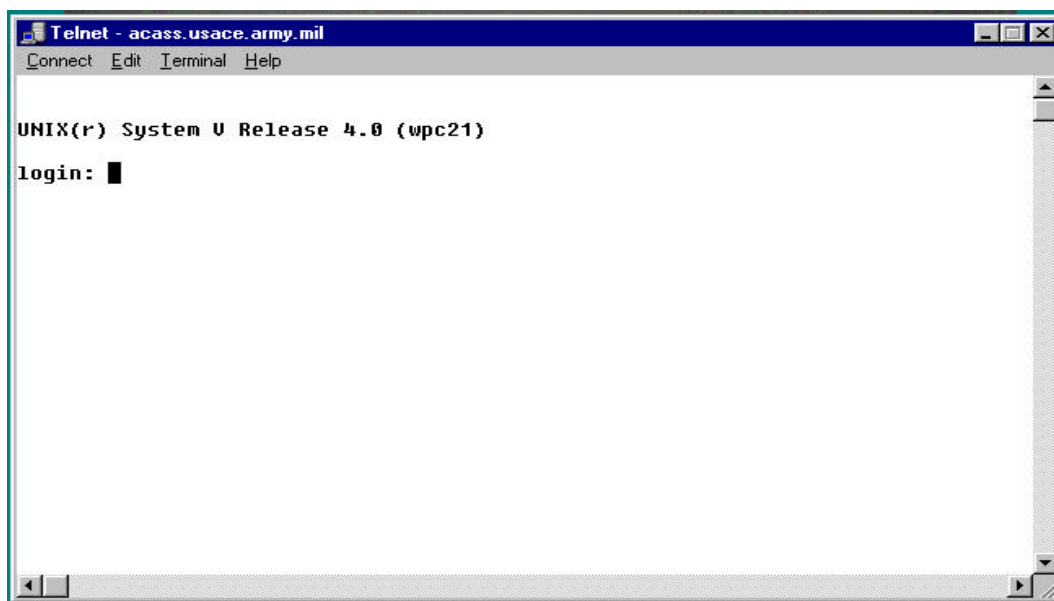 Telnet - acass.usace.army.mil
Connect Edit Terminal Help
UNIX(r) System V Release 4.0 (wpc21)
login: